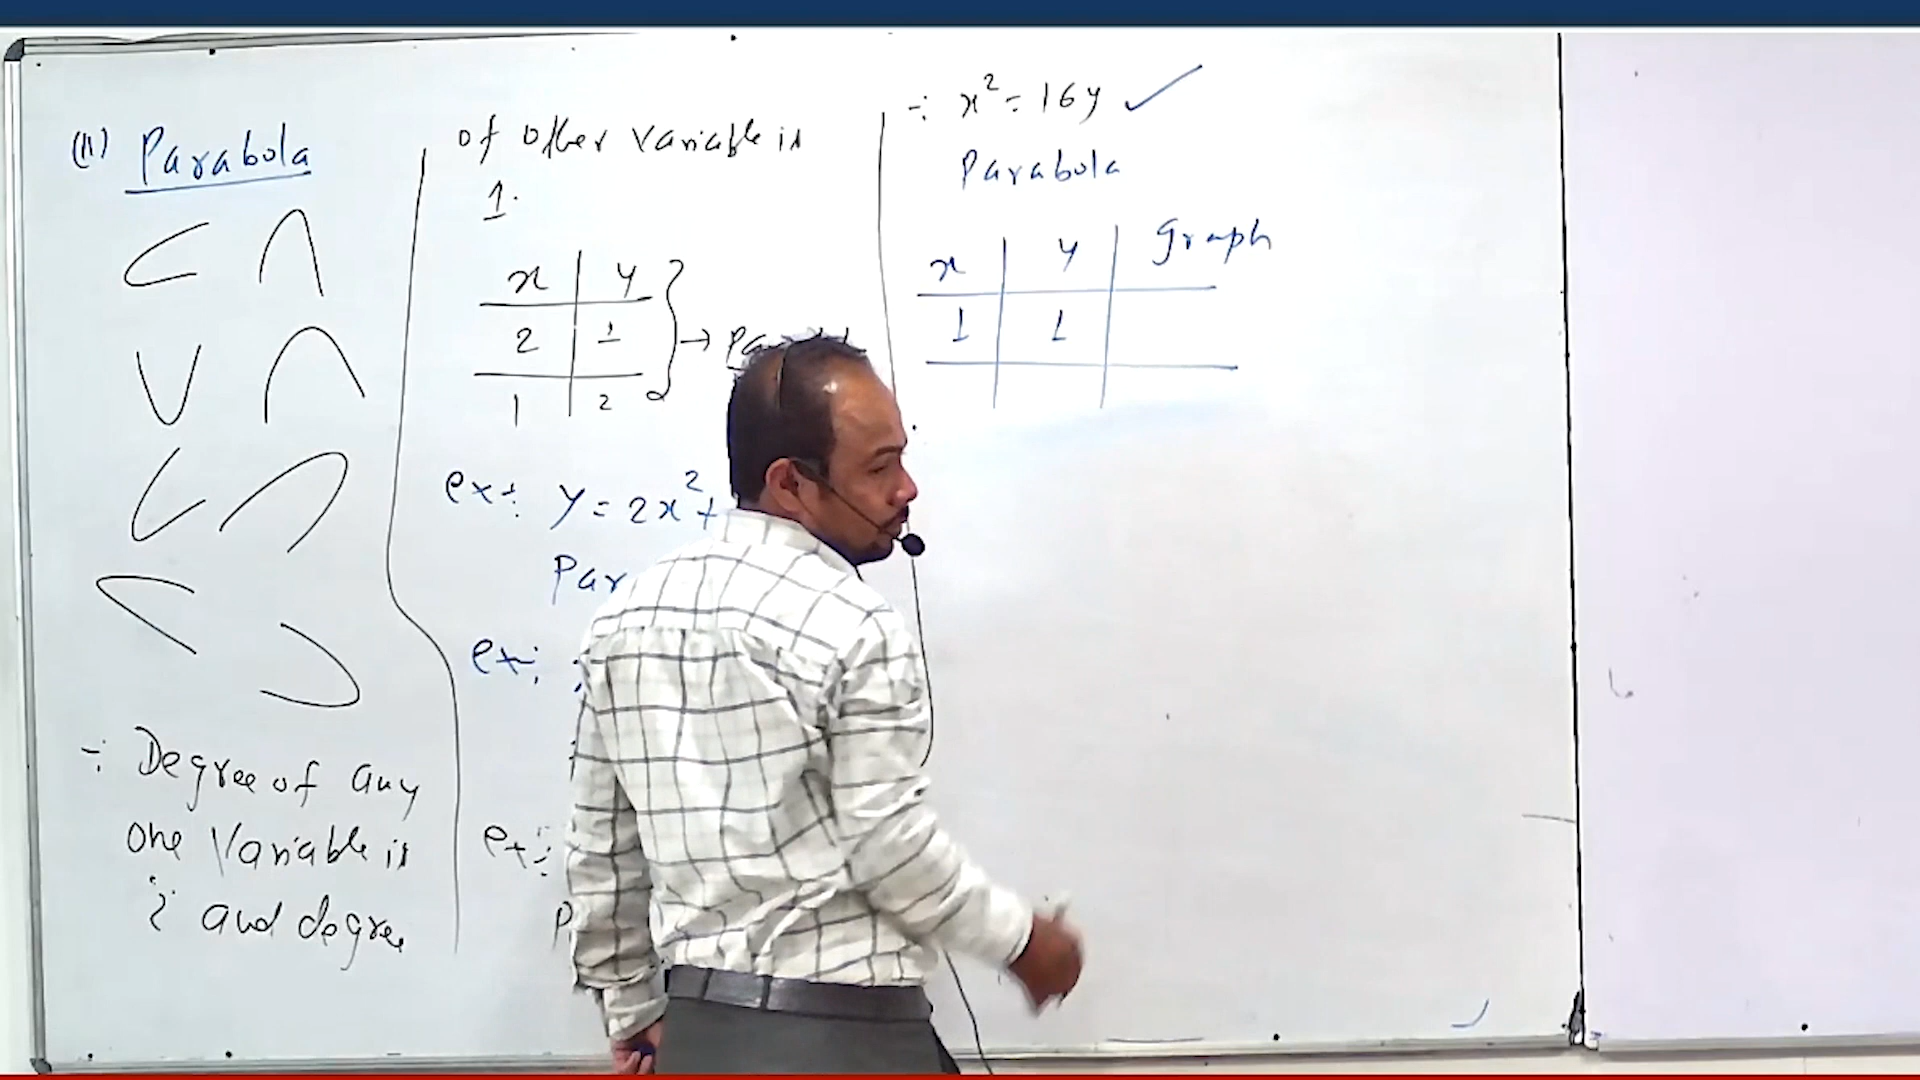 (11) Parabola
÷ Degree of any
one Variable is
2 and degree
of other variable is
1.
x y
2 1
1 2
→
ex÷ y = 2x²+
Par
ex÷
ex÷
P
÷ x² = 16y ✓
Parabola
x y graph
1 1